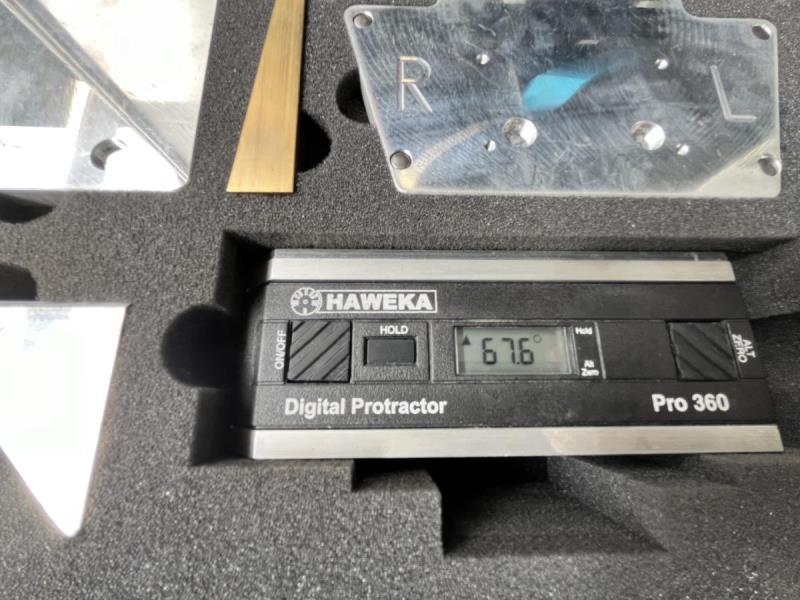 R L
HAWEKA
ON/OFF
HOLD
67.6°
Hold
Alt
Zero
ALT
ZERO
Digital Protractor
Pro 360